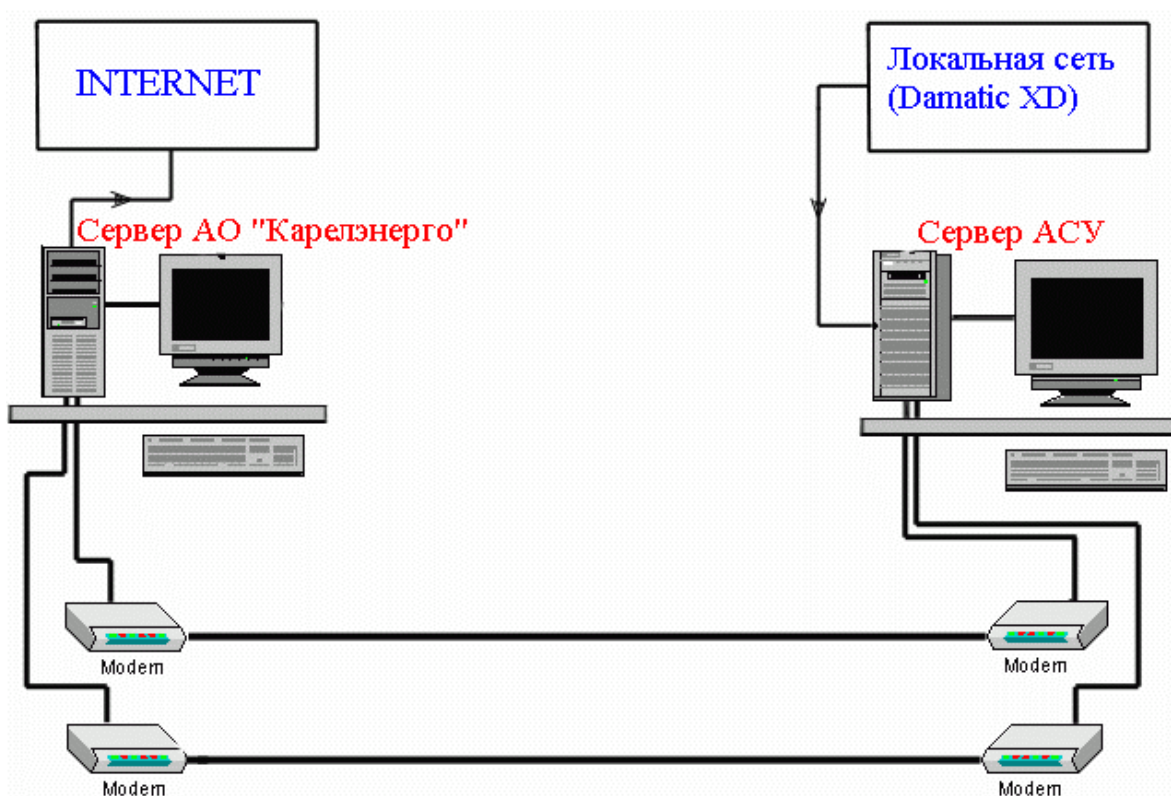 INTERNET
Локальная сеть
(Damatic XD)
Сервер АО "Карелэнерго"
Сервер АСУ
Modem
Modem
Modem
Modem